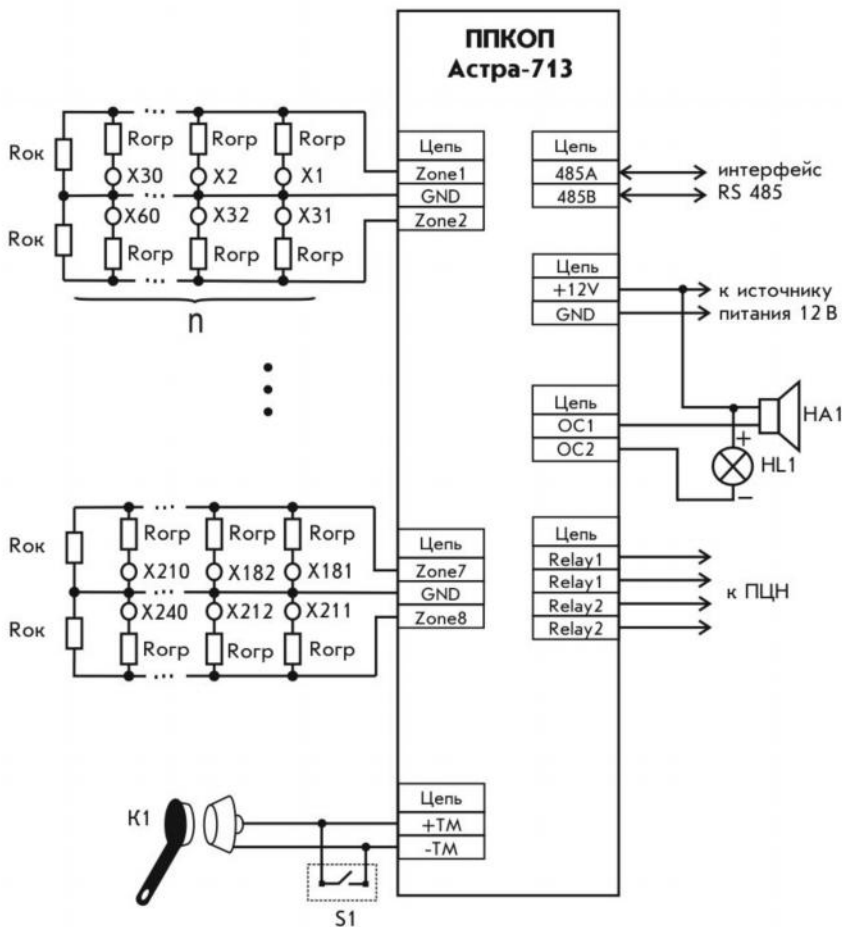 ППКОП
Астра-713
Rок
Rогр
Rогр
Rогр
X30
X2
X1
X60
X32
X31
Rок
Rогр
Rогр
Rогр
n
Цепь
Zone1
GND
Zone2
Цепь
485A
485B
интерфейс
RS 485
Цепь
+12V
GND
к источнику
питания 12 В
Цепь
OC1
OC2
HA1
+
HL1
−
Rок
Rогр
Rогр
Rогр
X210
X182
X181
X240
X212
X211
Rок
Rогр
Rогр
Rогр
Цепь
Zone7
GND
Zone8
Цепь
Relay1
Relay1
Relay2
Relay2
к ПЦН
K1
Цепь
+TM
-TM
S1